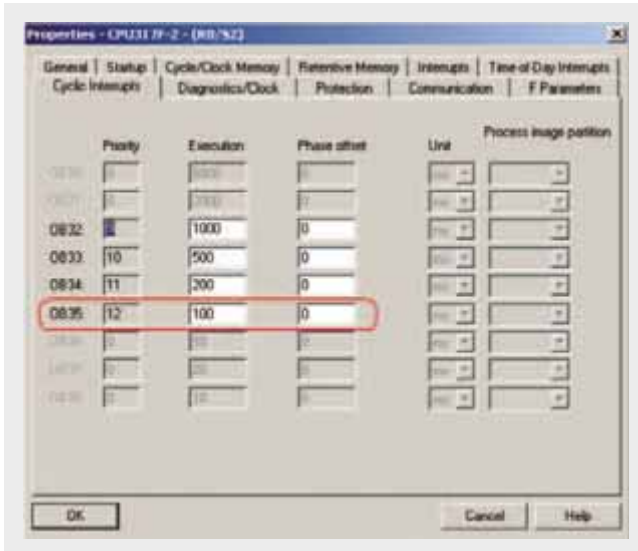 Properties - CPU317F-2 - (R0/S2)
General Startup Cycle/Clock Memory Retentive Memory Interrupts Time of Day Interrupts
Cyclic Interrupts Diagnostics/Clock Protection Communication F Parameters
Priority Execution Phase offset Unit Process image partition
5000
OB32: 1000 0
OB33: 10 500 0
OB34: 11 200 0
OB35: 12 100 0
OK Cancel Help